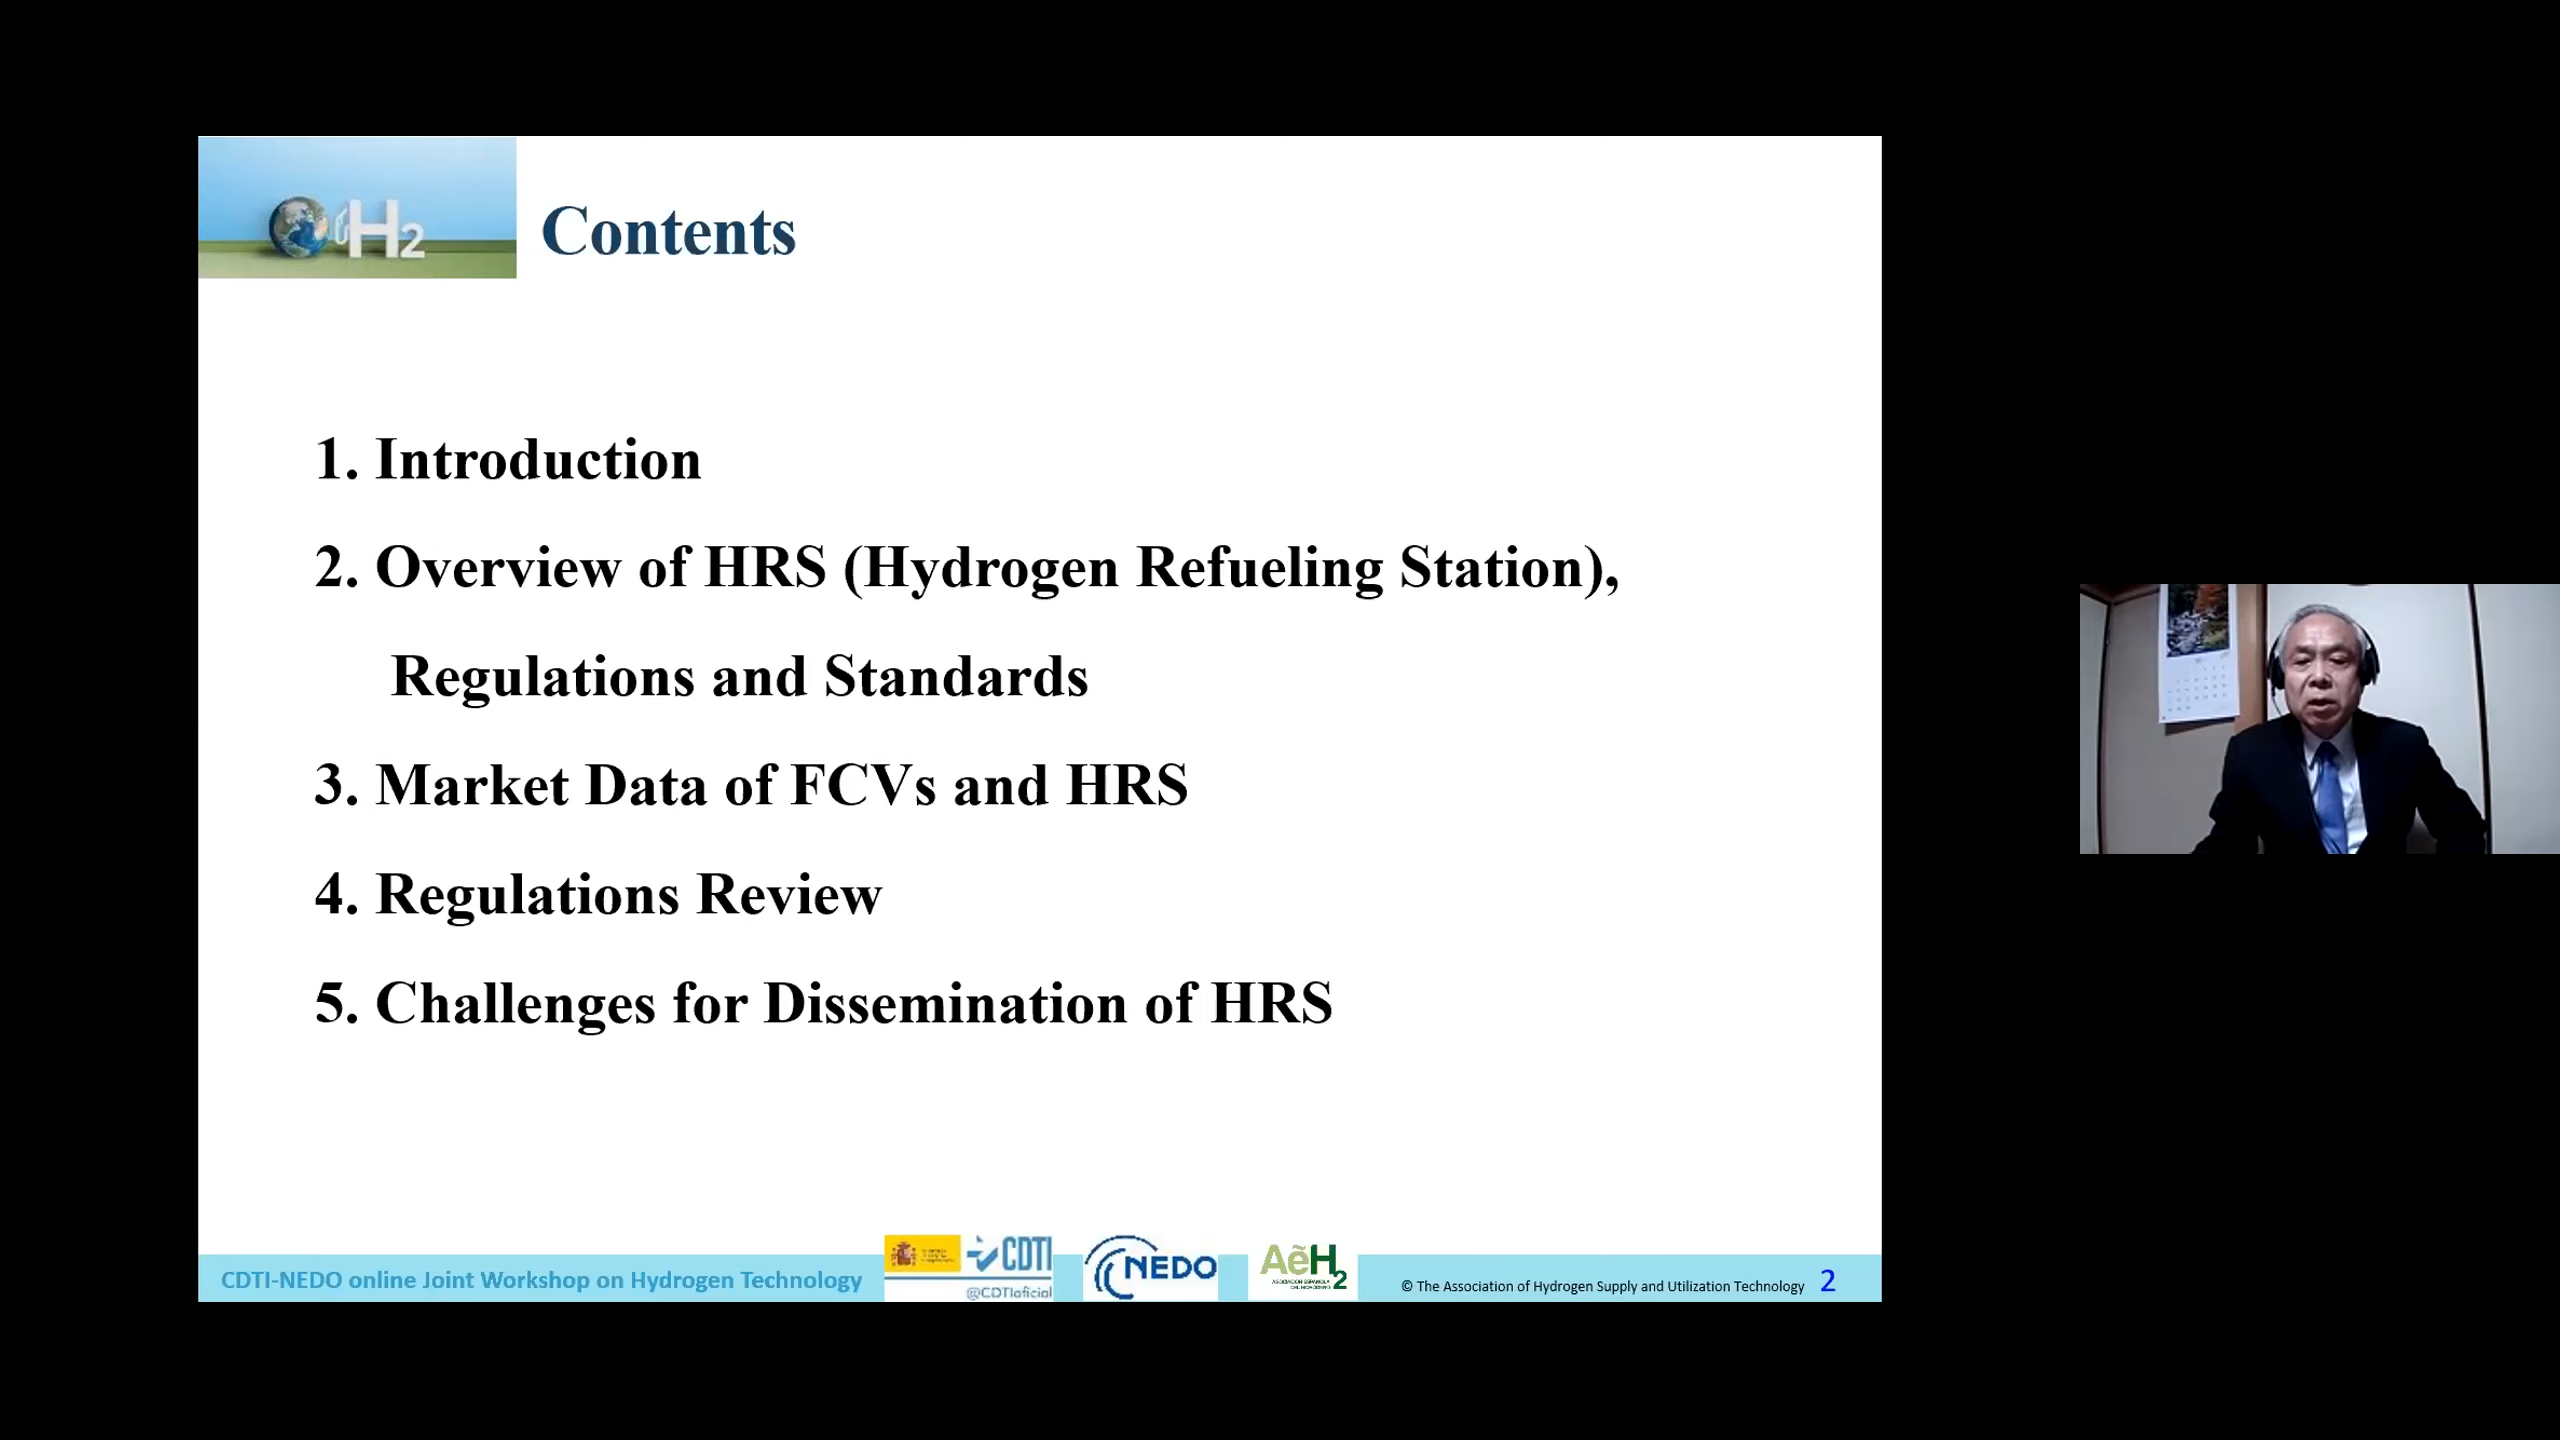 H2
Contents
1. Introduction
2. Overview of HRS (Hydrogen Refueling Station),
Regulations and Standards
3. Market Data of FCVs and HRS
4. Regulations Review
5. Challenges for Dissemination of HRS
CDTI-NEDO online Joint Workshop on Hydrogen Technology
CDTI
@CDTIoficial
NEDO
AeH2
ASOCIACIÓN ESPAÑOLA
DEL HIDRÓGENO
© The Association of Hydrogen Supply and Utilization Technology
2